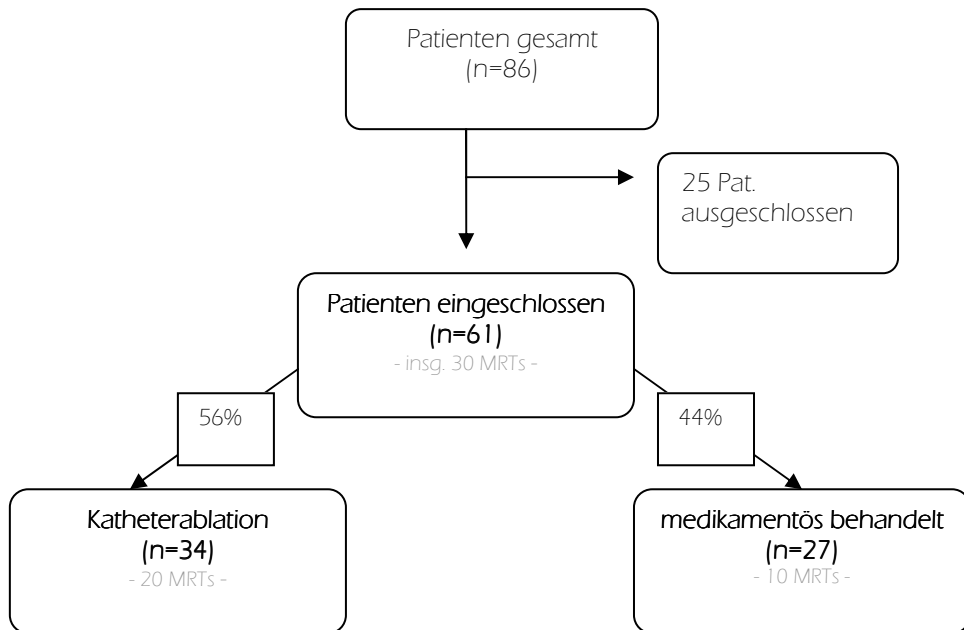 Patienten gesamt
(n=86)
25 Pat.
ausgeschlossen
Patienten eingeschlossen
(n=61)
- insg. 30 MRTs -
56%
44%
Katheterablation
(n=34)
- 20 MRTs -
medikamentös behandelt
(n=27)
- 10 MRTs -